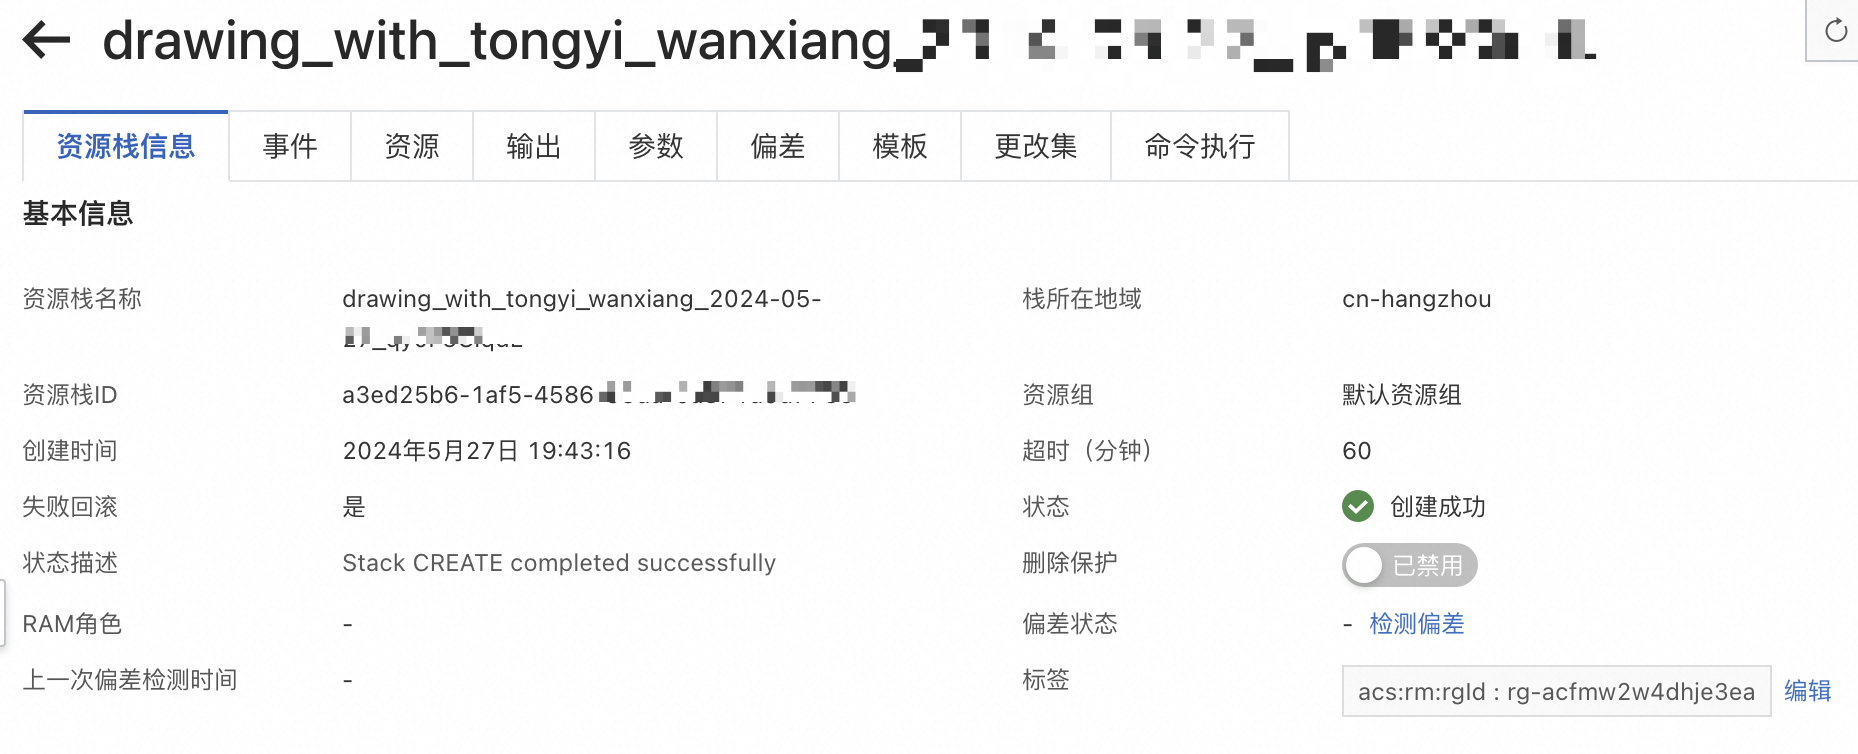 drawing_with_tongyi_wanxiang_
资源栈信息 事件 资源 输出 参数 偏差 模板 更改集 命令执行
基本信息
资源栈名称 drawing_with_tongyi_wanxiang_2024-05- 栈所在地域 cn-hangzhou
资源栈ID a3ed25b6-1af5-4586 资源组 默认资源组
创建时间 2024年5月27日 19:43:16 超时（分钟） 60
失败回滚 是 状态 创建成功
状态描述 Stack CREATE completed successfully 删除保护 已禁用
RAM角色 - 偏差状态 - 检测偏差
上一次偏差检测时间 - 标签 acs:rm:rgId : rg-acfmw2w4dhje3ea 编辑